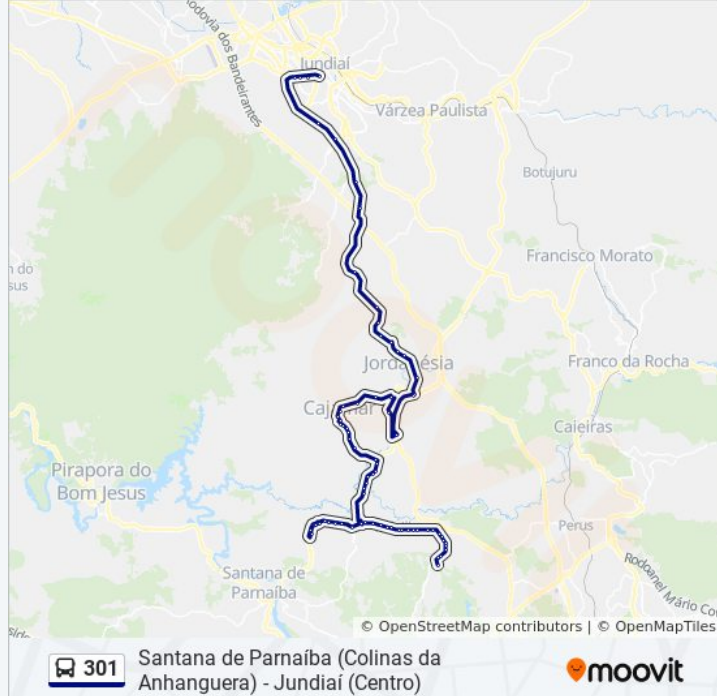 Rodovia dos Bandeirantes
Jundiaí
Várzea Paulista
Botujuru
Francisco Morato
Jordanésia
Franco da Rocha
Cajamar
Caieiras
Pirapora do
Bom Jesus
Perus
Santana de
Parnaíba
Rodoanel Mário Co
© OpenStreetMap contributors | © OpenMapTiles
301
Santana de Parnaíba (Colinas da
Anhanguera) - Jundiaí (Centro)
moovit